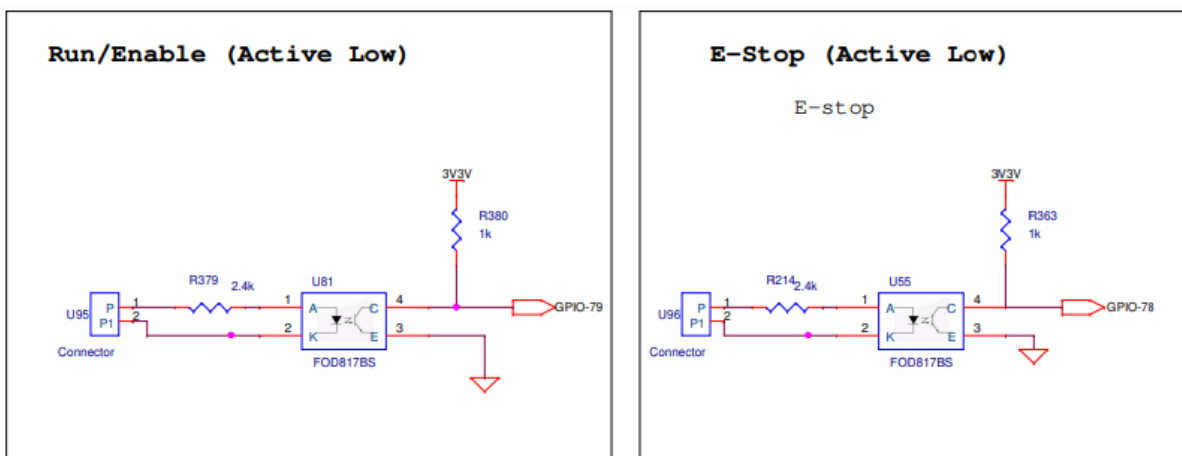 Run/Enable (Active Low)
3V3V
R380
1k
R379
2.4k
U81
U95
P
P1
1
2
1
2
A
K
C
E
4
3
GPIO-79
Connector
FOD817BS
E-Stop (Active Low)
E-stop
3V3V
R363
1k
R214
2.4k
U55
U96
P
P1
1
2
1
2
A
K
C
E
4
3
GPIO-78
Connector
FOD817BS